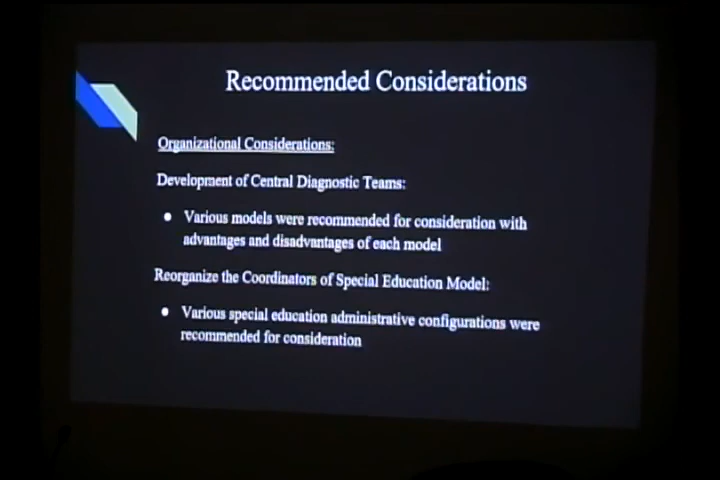 Recommended Considerations
Organizational Considerations:
Development of Central Diagnostic Teams:
● Various models were recommended for consideration with
advantages and disadvantages of each model
Reorganize the Coordinators of Special Education Model:
● Various special education administrative configurations were
recommended for consideration